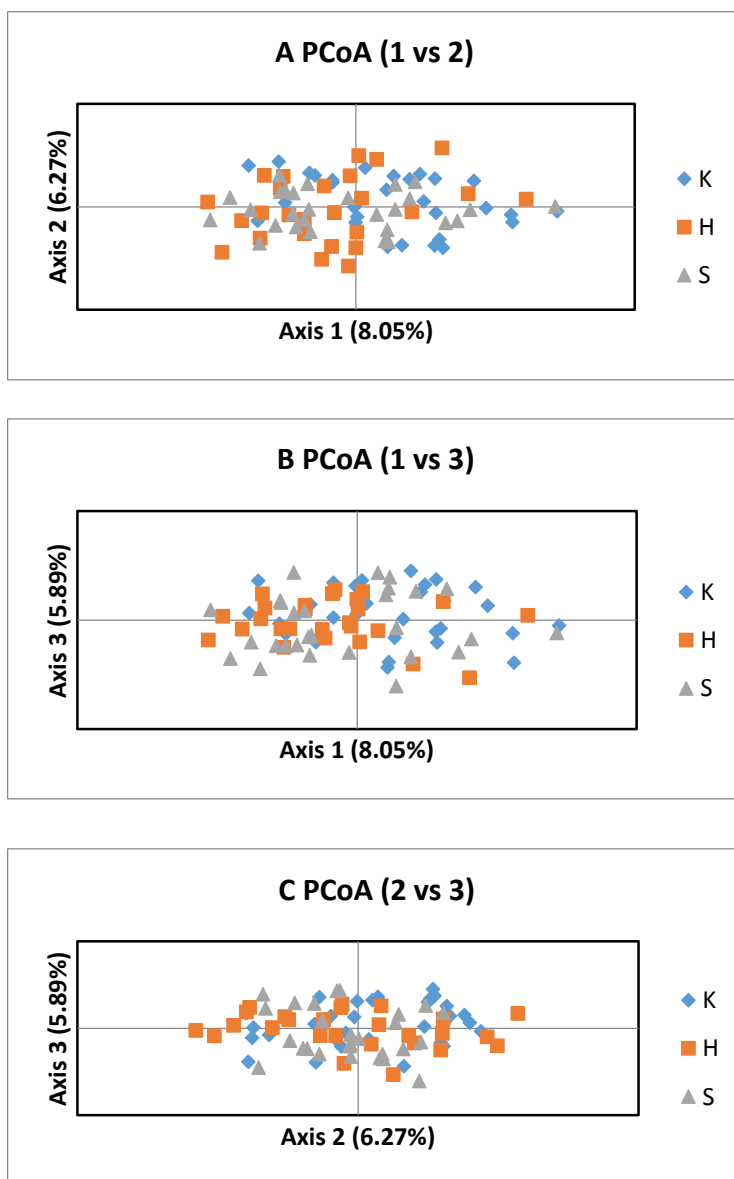 A PCoA (1 vs 2)
Axis 2 (6.27%)
Axis 1 (8.05%)
K
H
S
B PCoA (1 vs 3)
Axis 3 (5.89%)
Axis 1 (8.05%)
K
H
S
C PCoA (2 vs 3)
Axis 3 (5.89%)
Axis 2 (6.27%)
K
H
S